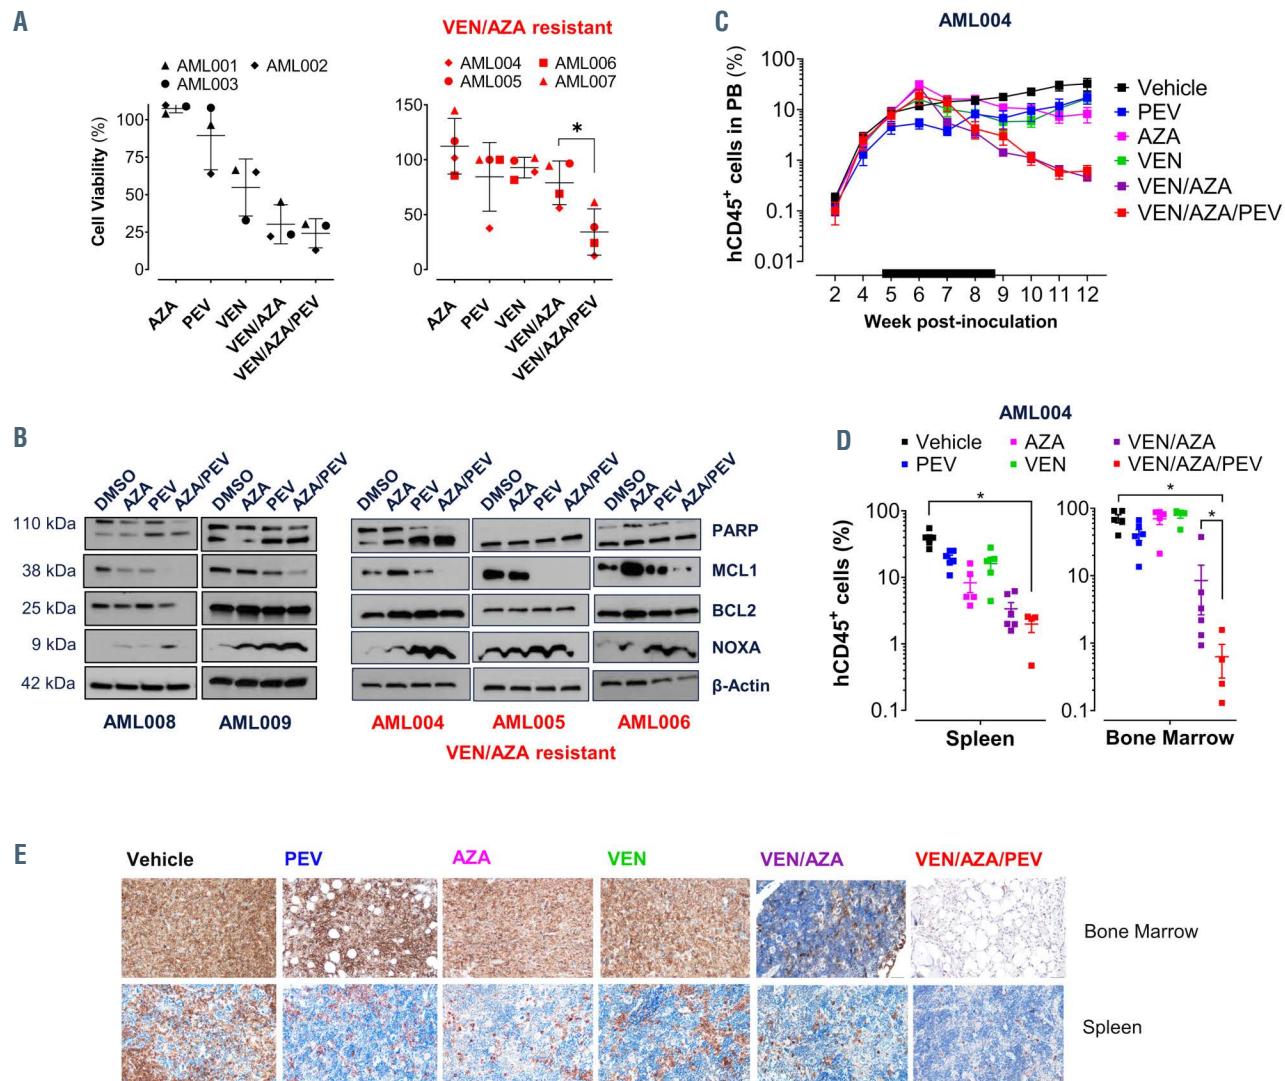 A
VEN/AZA resistant
▲ AML001 ◆ AML002
● AML003
◆ AML004 ■ AML006
● AML005 ▲ AML007
Cell Viability (%)
100
75
50
25
0
150
100
50
0
*
AZA
PEV
VEN
VEN/AZA
VEN/AZA/PEV
AZA
PEV
VEN
VEN/AZA
VEN/AZA/PEV
C
AML004
hCD45+ cells in PB (%)
100
10
1
0.1
0.01
2 4 5 6 7 8 9 10 11 12
Week post-inoculation
Vehicle
PEV
AZA
VEN
VEN/AZA
VEN/AZA/PEV
B
DMSO AZA PEV AZA/PEV DMSO AZA PEV AZA/PEV DMSO AZA PEV AZA/PEV DMSO AZA PEV AZA/PEV DMSO AZA PEV AZA/PEV
110 kDa PARP
38 kDa MCL1
25 kDa BCL2
9 kDa NOXA
42 kDa β-Actin
AML008 AML009 AML004 AML005 AML006
VEN/AZA resistant
D
AML004
Vehicle AZA VEN/AZA
PEV VEN VEN/AZA/PEV
hCD45+ cells (%)
100
10
1
0.1
*
Spleen
100
10
1
0.1
*
*
Bone Marrow
E
Vehicle PEV AZA VEN VEN/AZA VEN/AZA/PEV
Bone Marrow
Spleen